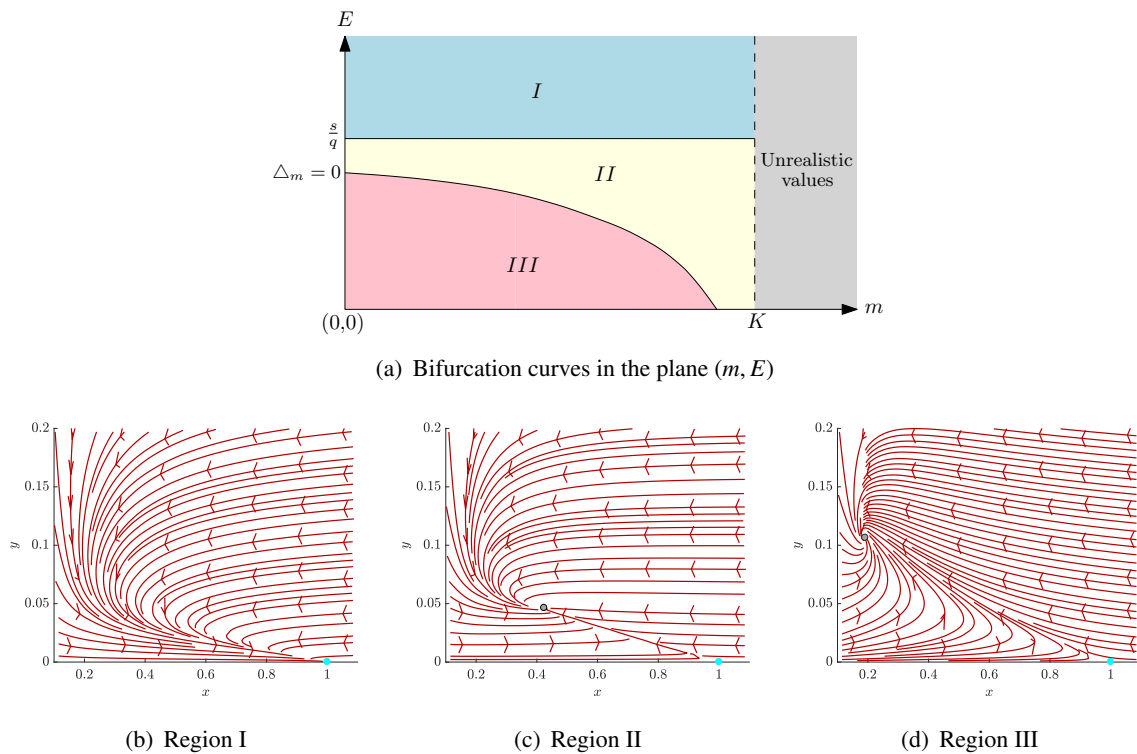 E
I
s/q
△m = 0
II
Unrealistic
values
III
(0,0)
K
m
(a) Bifurcation curves in the plane (m, E)
0.2
0.15
0.1
y
0.05
0
0.2 0.4 0.6 0.8 1
x
(b) Region I
0.2
0.15
0.1
y
0.05
0
0.2 0.4 0.6 0.8 1
x
(c) Region II
0.2
0.15
0.1
y
0.05
0
0.2 0.4 0.6 0.8 1
x
(d) Region III